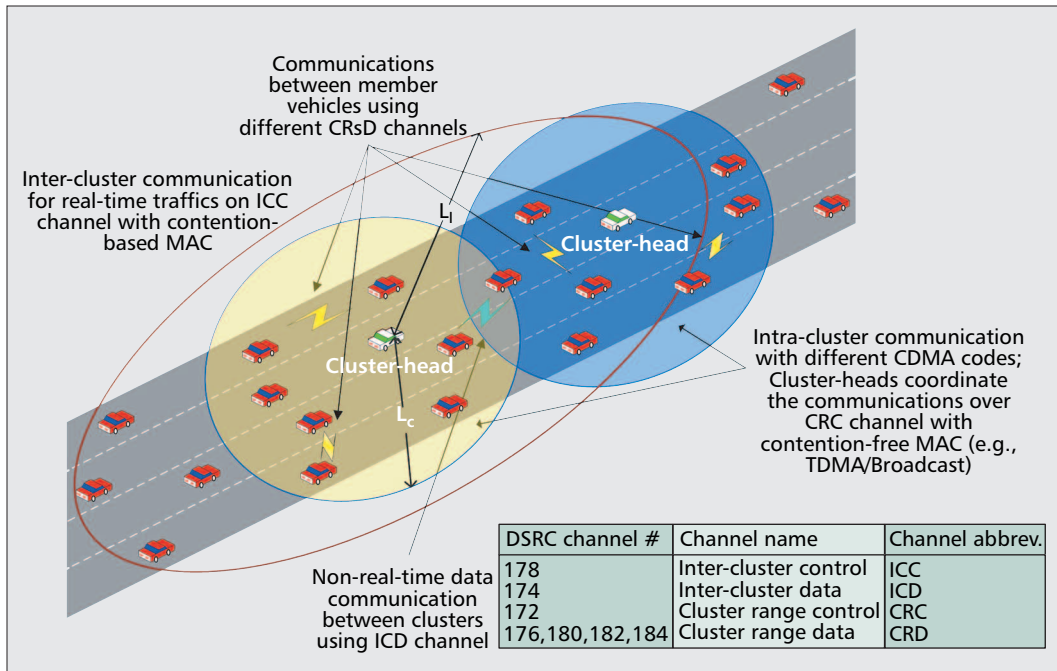 Communications
between member
vehicles using
different CRsD channels
Inter-cluster communication
for real-time traffics on ICC
channel with contention-
based MAC
L_I
Cluster-head
Cluster-head
L_c
Intra-cluster communication
with different CDMA codes;
Cluster-heads coordinate
the communications over
CRC channel with
contention-free MAC (e.g.,
TDMA/Broadcast)
Non-real-time data
communication
between clusters
using ICD channel
DSRC channel # Channel name Channel abbrev.
178 Inter-cluster control ICC
174 Inter-cluster data ICD
172 Cluster range control CRC
176,180,182,184 Cluster range data CRD